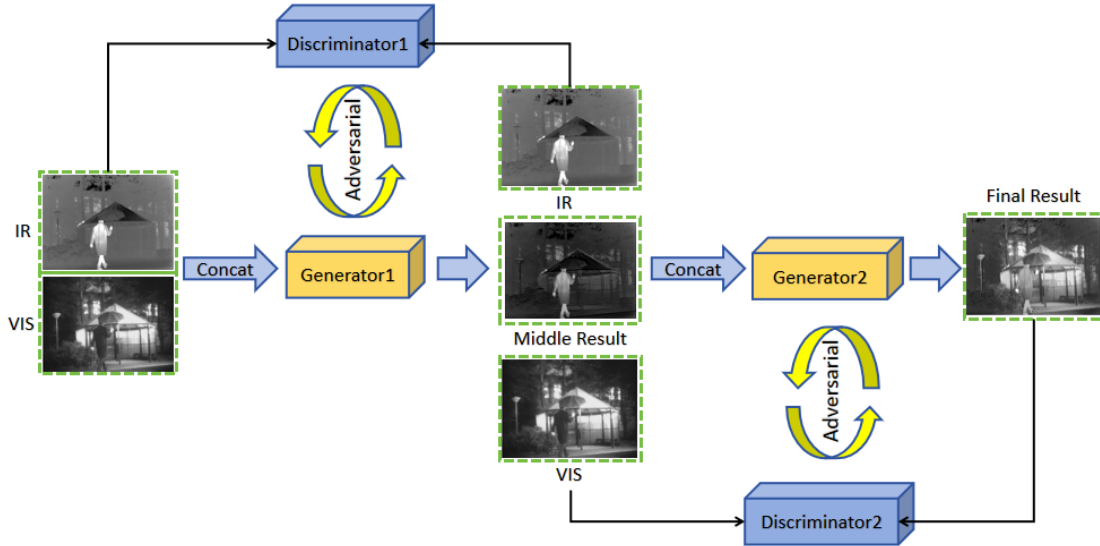 Discriminator1
Adversarial
IR
IR
Final Result
Concat
Generator1
Concat
Generator2
VIS
Middle Result
Adversarial
VIS
Discriminator2